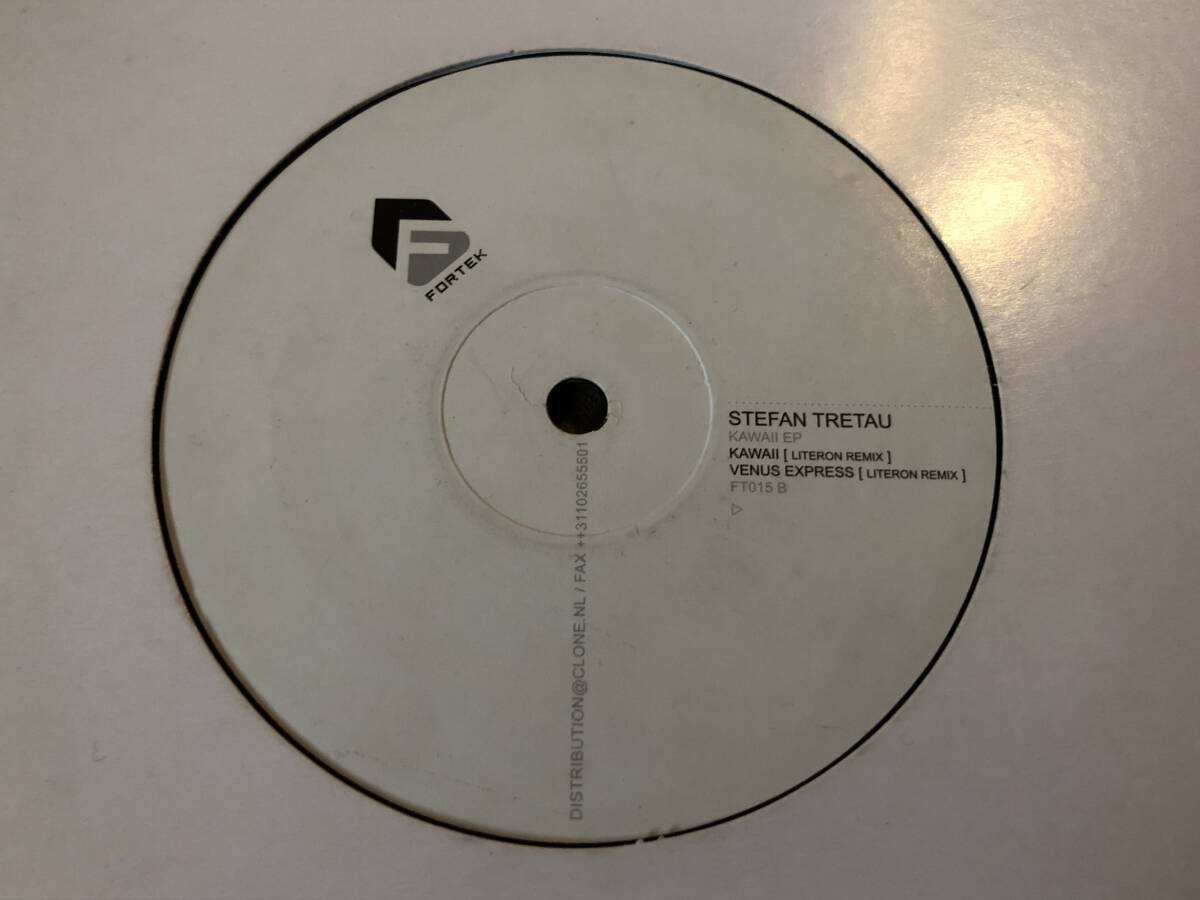 FORTEK
STEFAN TRETAU
KAWAII EP
KAWAII [ LITERON REMIX ]
VENUS EXPRESS [ LITERON REMIX ]
FT015 B
DISTRIBUTION@CLONE.NL / FAX ++31102655501